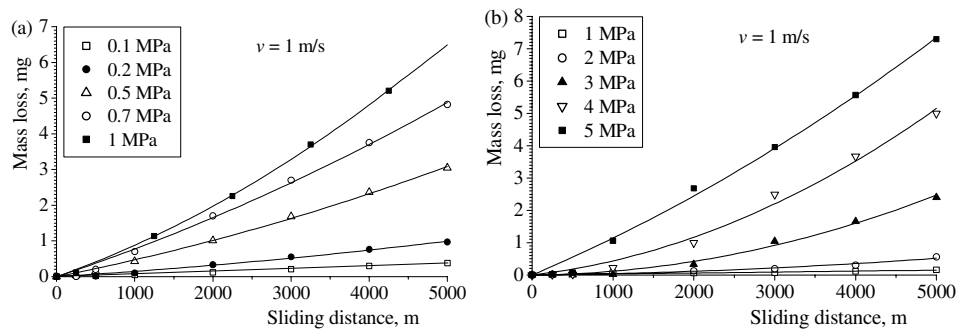 (a)
Mass loss, mg
7
6
5
4
3
2
1
0
0.1 MPa
0.2 MPa
0.5 MPa
0.7 MPa
1 MPa
v = 1 m/s
0 1000 2000 3000 4000 5000
Sliding distance, m
(b)
Mass loss, mg
8
7
6
5
4
3
2
1
0
1 MPa
2 MPa
3 MPa
4 MPa
5 MPa
v = 1 m/s
0 1000 2000 3000 4000 5000
Sliding distance, m